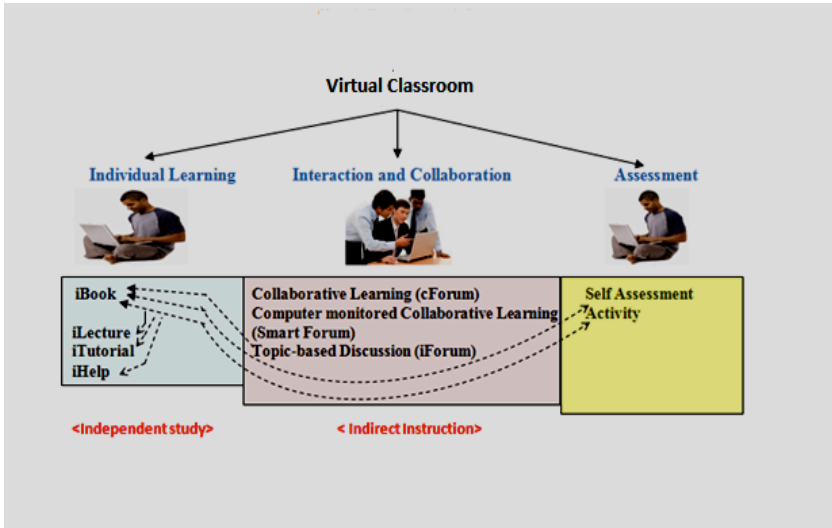 Virtual Classroom
Individual Learning
Interaction and Collaboration
Assessment
iBook
iLecture
iTutorial
iHelp
Collaborative Learning (cForum)
Computer monitored Collaborative Learning
(Smart Forum)
Topic-based Discussion (iForum)
Self Assessment
Activity
<Independent study>
< Indirect Instruction>